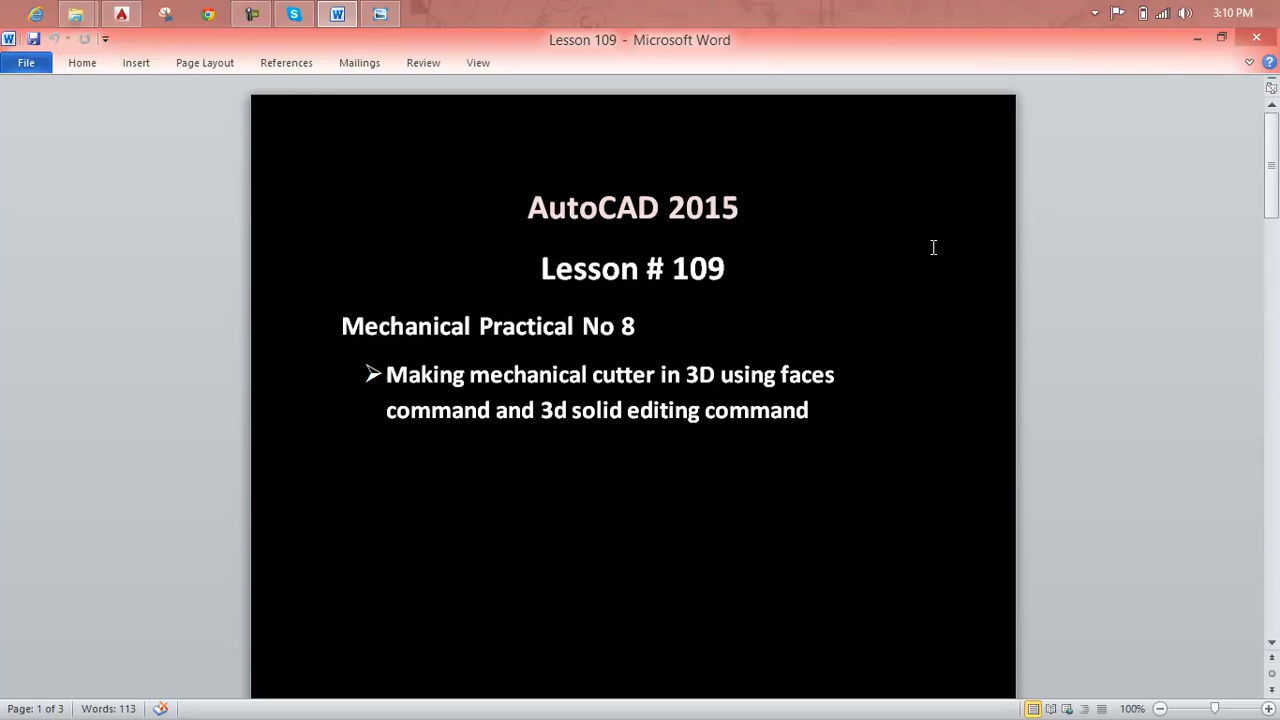 3:10 PM
Lesson 109 - Microsoft Word
File Home Insert Page Layout References Mailings Review View
AutoCAD 2015
Lesson # 109
Mechanical Practical No 8
➢ Making mechanical cutter in 3D using faces
command and 3d solid editing command
Page: 1 of 3 Words: 113 100%